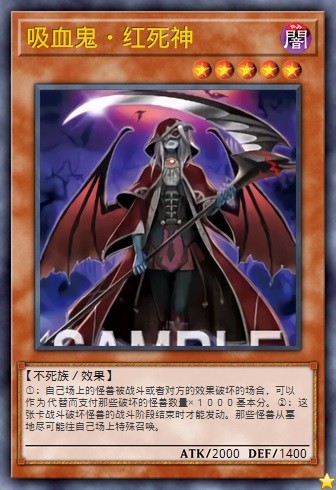 吸血鬼·红死神
闇
SAMPLE
【不死族/效果】
①：自己场上的怪兽被战斗或者对方的效果破坏的场合，可以
作为代替而支付那些破坏的怪兽数量×1000基本分。②：这
张卡战斗破坏怪兽的战斗阶段结束时才能发动。那些怪兽从墓
地尽可能往自己场上特殊召唤。
ATK/2000 DEF/1400